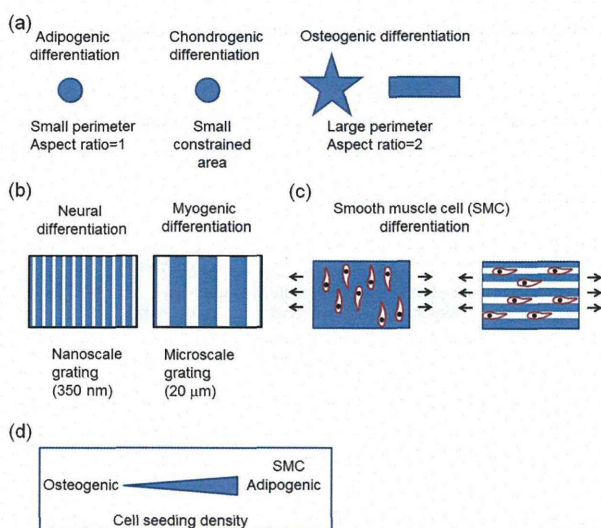 (a)
Adipogenic
differentiation
Chondrogenic
differentiation
Osteogenic differentiation
Small perimeter
Aspect ratio=1
Small
constrained
area
Large perimeter
Aspect ratio=2
(b)
Neural
differentiation
Myogenic
differentiation
Nanoscale
grating
(350 nm)
Microscale
grating
(20 μm)
(c)
Smooth muscle cell (SMC)
differentiation
(d)
Osteogenic
SMC
Adipogenic
Cell seeding density